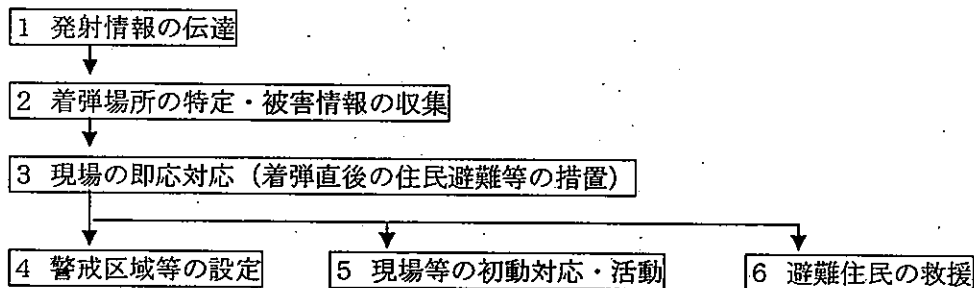 1 発射情報の伝達
2 着弾場所の特定・被害情報の収集
3 現場の即応対応(着弾直後の住民避難等の措置)
4 警戒区域等の設定
5 現場等の初動対応・活動
6 避難住民の救援